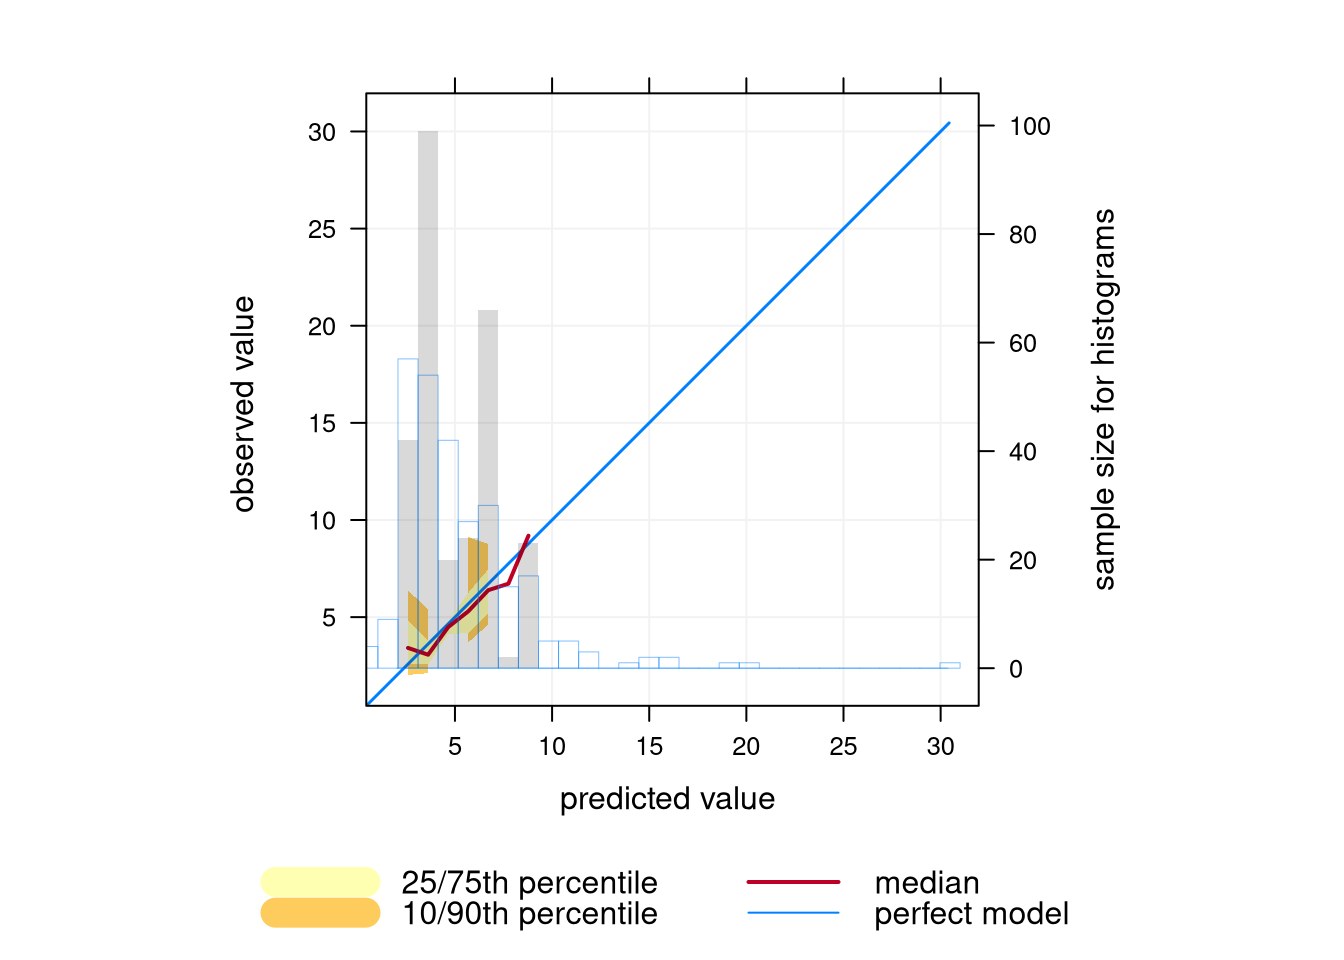 30
25
20
15
10
5
observed value
100
80
60
40
20
0
sample size for histograms
5 10 15 20 25 30
predicted value
25/75th percentile median
10/90th percentile perfect model